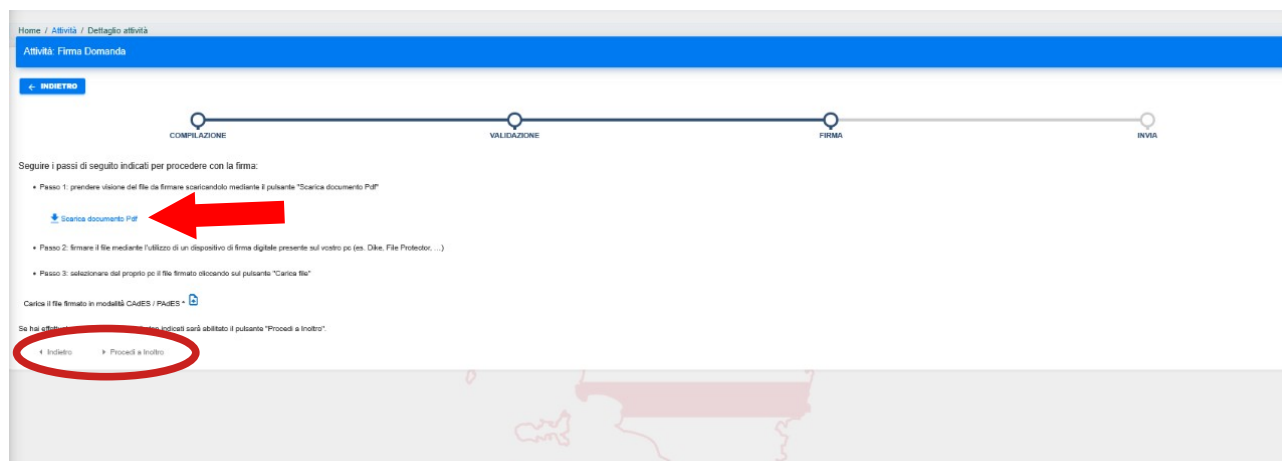 Home / Attività / Dettaglio attività
Attività: Firma Domanda
← INDIETRO
COMPILAZIONE
VALIDAZIONE
FIRMA
INVIA
Seguire i passi di seguito indicati per procedere con la firma:
• Passo 1: prendere visione del file da firmare scaricandolo mediante il pulsante "Scarica documento Pdf"
Scarica documento Pdf
• Passo 2: firmare il file mediante l'utilizzo di un dispositivo di firma digitale presente sul vostro pc (es. Dike, File Protector, ...)
• Passo 3: selezionare dal proprio pc il file firmato cliccando sul pulsante "Carica file"
Carica il file firmato in modalità CAdES / PAdES *
Se hai indicati sarà abilitato il pulsante "Procedi a Inoltro".
Indietro
Procedi a Inoltro